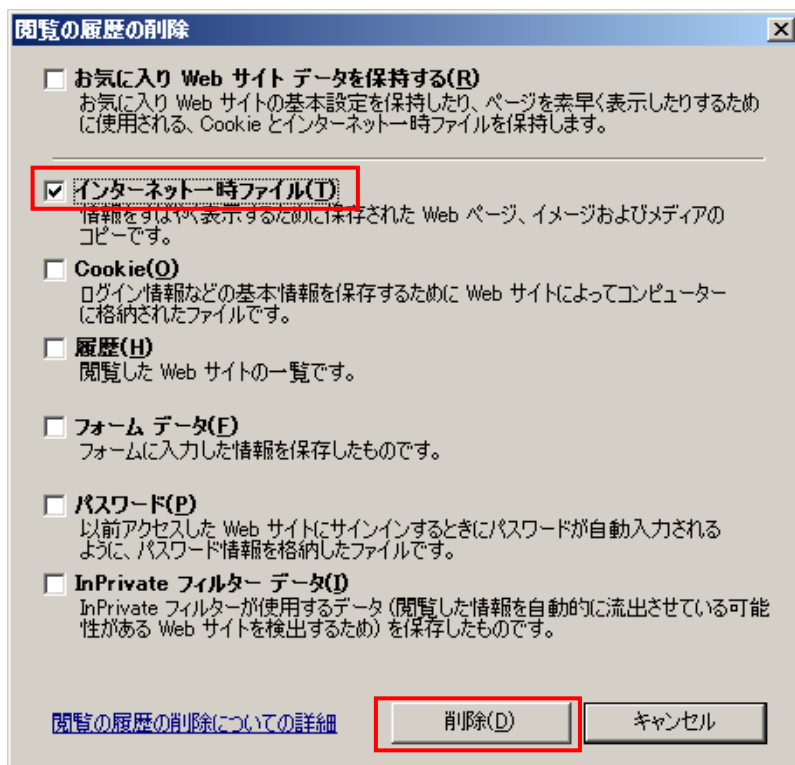 閲覧の履歴の削除
お気に入り Web サイト データを保持する(R)
お気に入り Web サイトの基本設定を保持したり、ページを素早く表示したりするため
に使用される、Cookie とインターネット一時ファイルを保持します。
インターネット一時ファイル(T)
情報をすばやく表示するために保存された Web ページ、イメージおよびメディアの
コピーです。
Cookie(O)
ログイン情報などの基本情報を保存するために Web サイトによってコンピューター
に格納されたファイルです。
履歴(H)
閲覧した Web サイトの一覧です。
フォーム データ(F)
フォームに入力した情報を保存したものです。
パスワード(P)
以前アクセスした Web サイトにサインインするときにパスワードが自動入力される
ように、パスワード情報を格納したファイルです。
InPrivate フィルター データ(I)
InPrivate フィルターが使用するデータ (閲覧した情報を自動的に流出させている可能
性がある Web サイトを検出するため) を保存したものです。
閲覧の履歴の削除についての詳細 削除(D) キャンセル